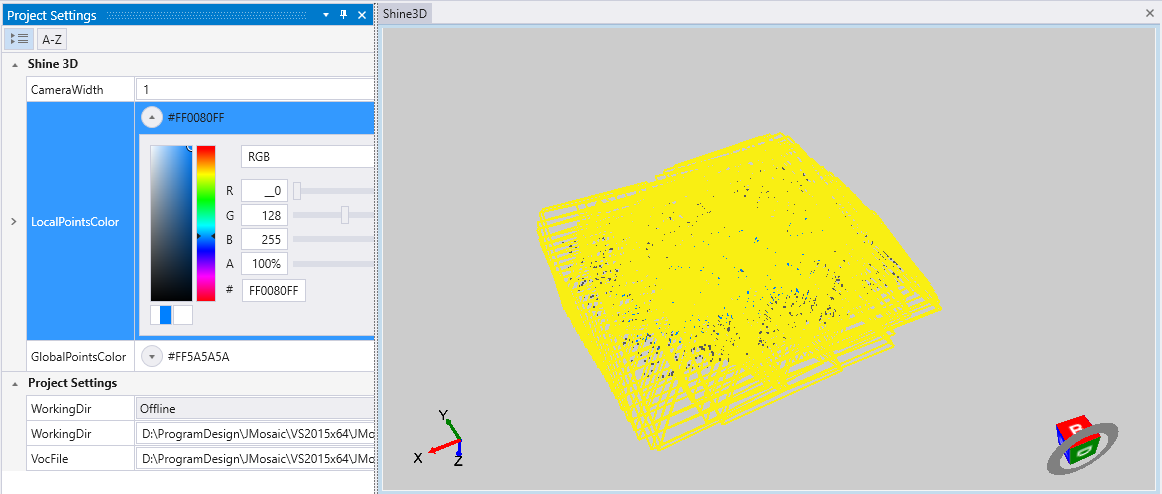 Project Settings
Shine3D
A-Z
Shine 3D
CameraWidth 1
LocalPointsColor #FF0080FF
RGB
R __0
G 128
B 255
A 100%
# FF0080FF
GlobalPointsColor #FF5A5A5A
Project Settings
WorkingDir Offline
WorkingDir D:\ProgramDesign\JMosaic\VS2015x64\JMo
VocFile D:\ProgramDesign\JMosaic\VS2015x64\JMo
Y
X
Z